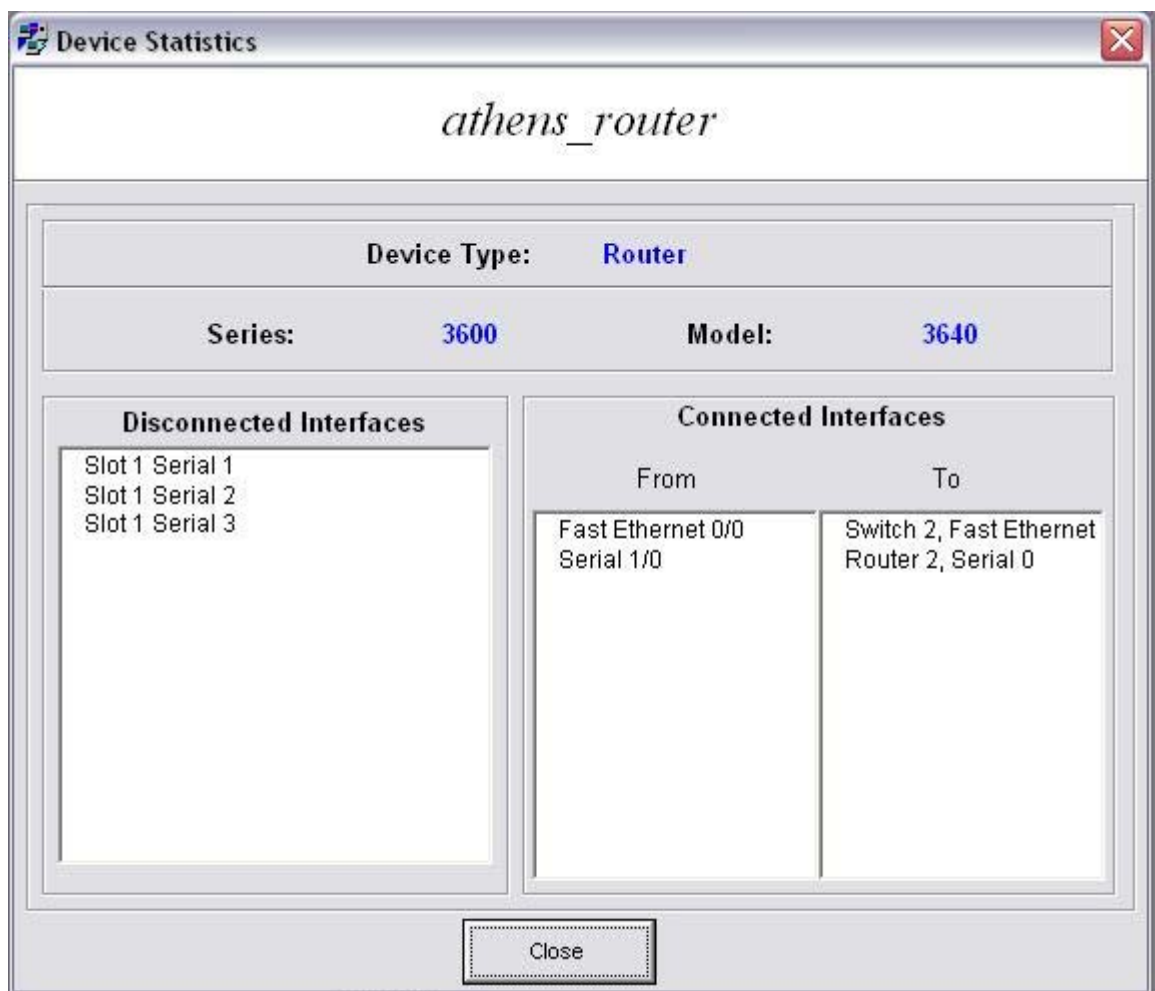 Device Statistics
athens_router
Device Type: Router
Series: 3600 Model: 3640
Disconnected Interfaces
Slot 1 Serial 1
Slot 1 Serial 2
Slot 1 Serial 3
Connected Interfaces
From To
Fast Ethernet 0/0 Switch 2, Fast Ethernet
Serial 1/0 Router 2, Serial 0
Close